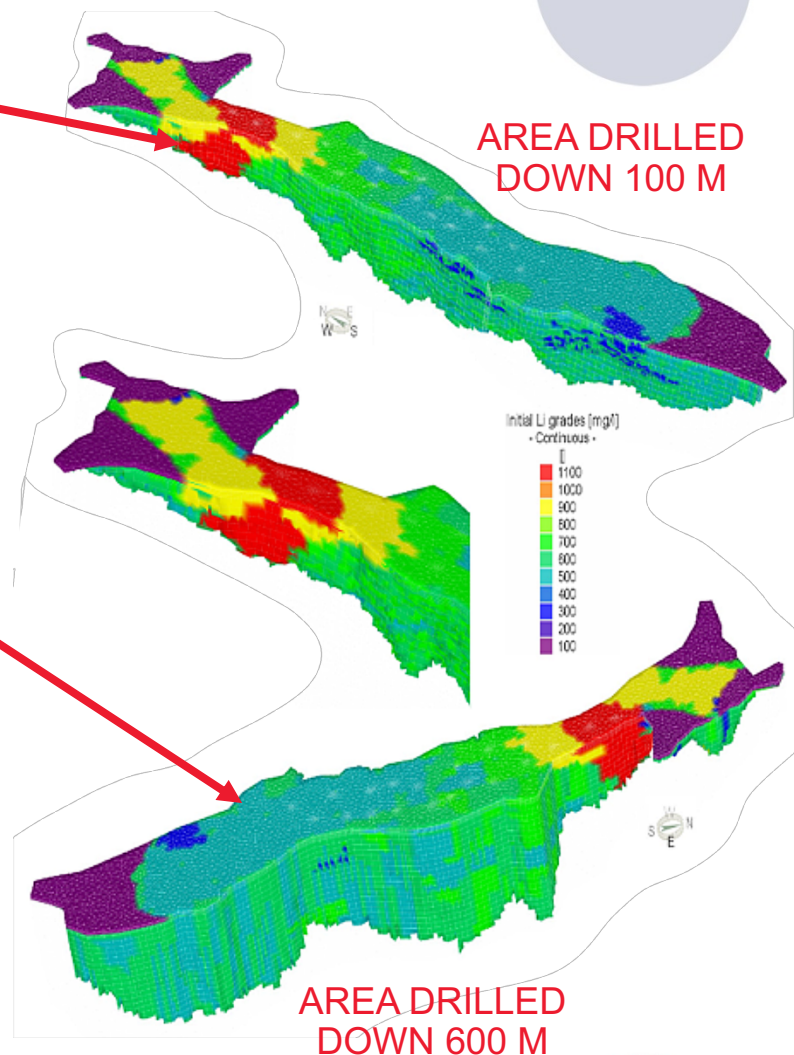 AREA DRILLED
DOWN 100 M
N E
W S
Initial Li grades [mg/l]
- Continuous -
[]
1100
1000
900
800
700
600
500
400
300
200
100
W
S N
E
AREA DRILLED
DOWN 600 M